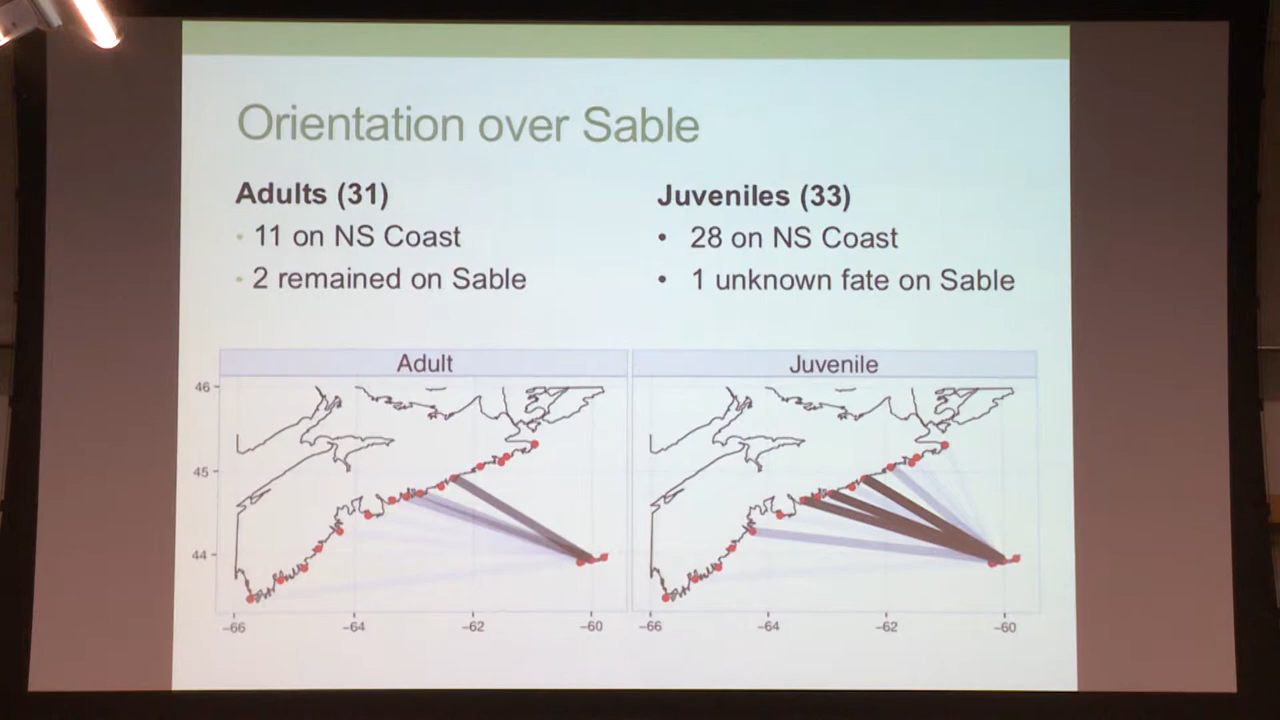 Orientation over Sable
Adults (31)
• 11 on NS Coast
• 2 remained on Sable
Juveniles (33)
• 28 on NS Coast
• 1 unknown fate on Sable
Adult
Juvenile
46
45
44
−66
−64
−62
−60
−66
−64
−62
−60